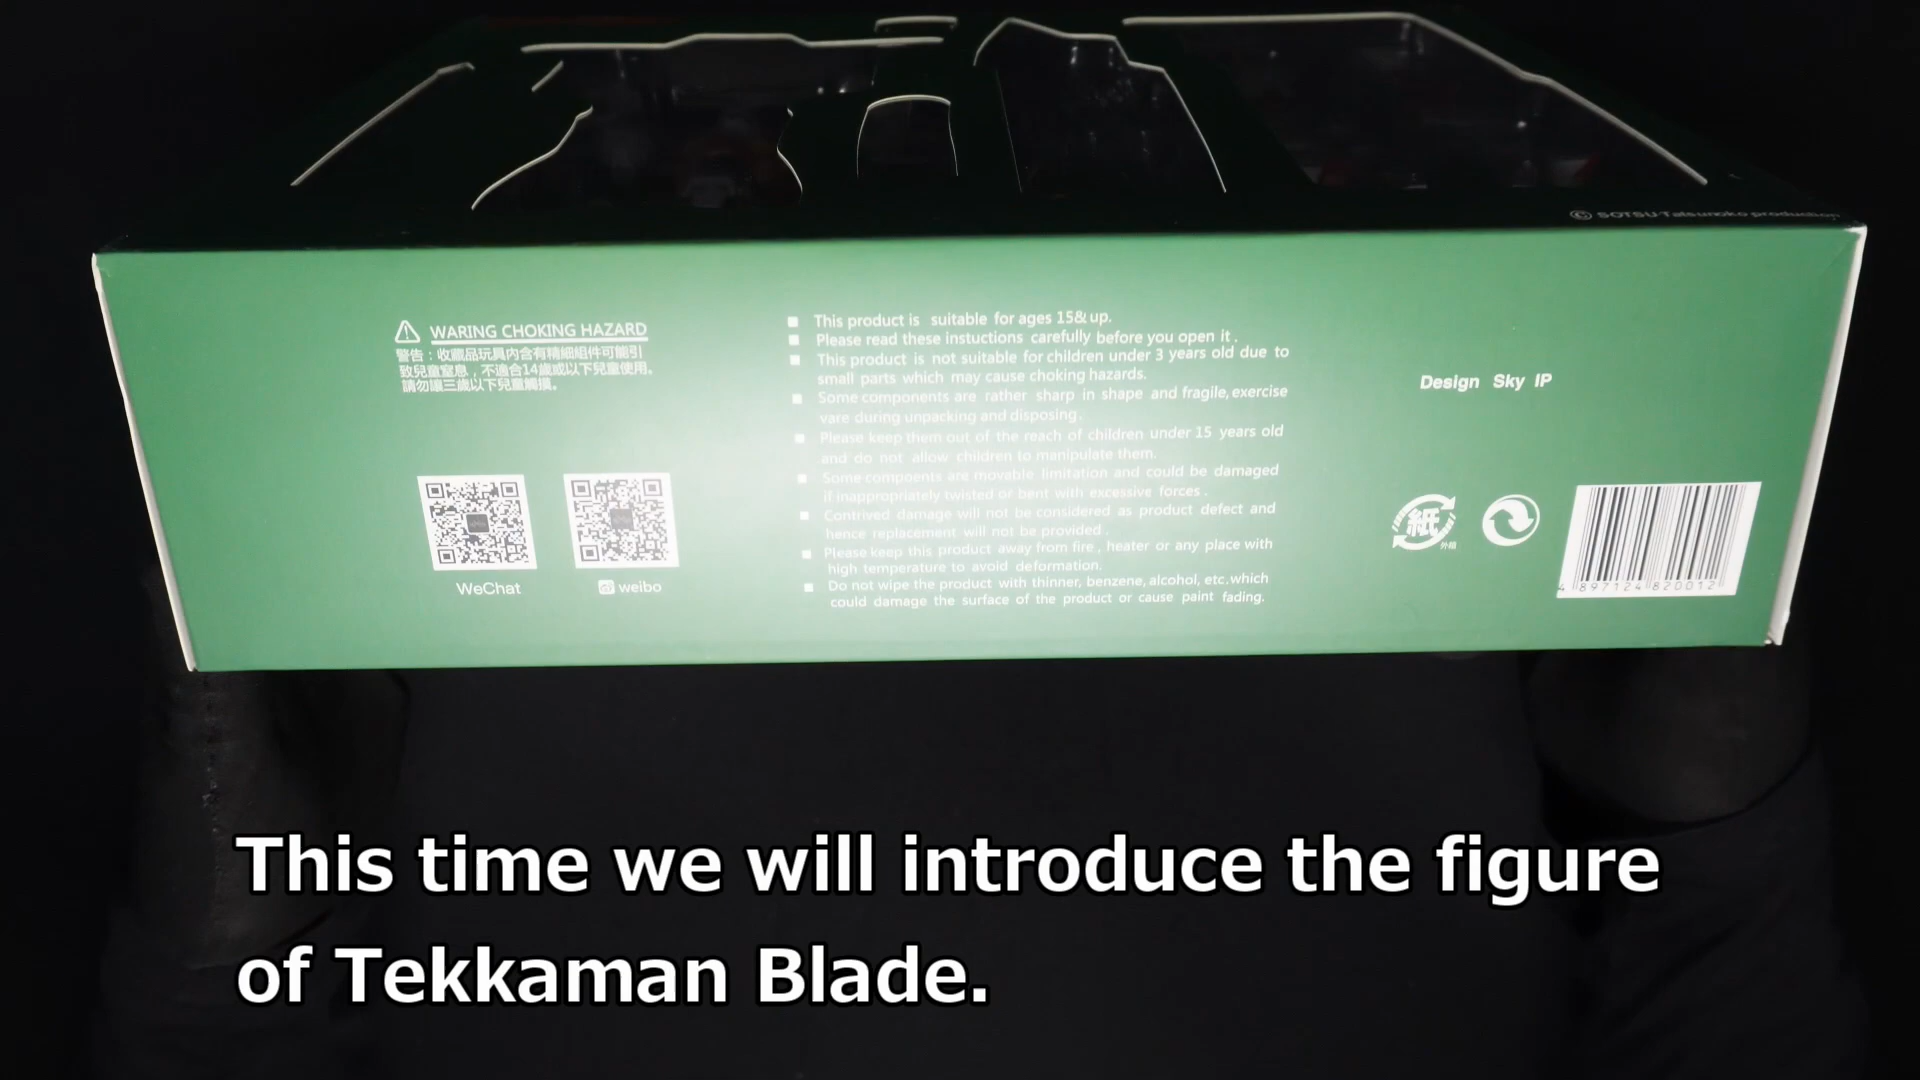 © SOTSU·Tatsunoko production
WARING CHOKING HAZARD
警告：收藏品玩具內含有精細組件可能引
致兒童窒息，不適合14歲或以下兒童使用。
請勿讓三歲以下兒童觸摸。
WeChat
weibo
This product is suitable for ages 15& up.
Please read these instuctions carefully before you open it .
This product is not suitable for children under 3 years old due to
small parts which may cause choking hazards.
Some components are rather sharp in shape and fragile, exercise
vare during unpacking and disposing.
Please keep them out of the reach of children under 15 years old
and do not allow children to manipulate them.
Some compoents are movable limitation and could be damaged
if inappropriately twisted or bent with excessive forces .
Contrived damage will not be considered as product defect and
hence replacement will not be provided .
Please keep this product away from fire , heater or any place with
high temperature to avoid deformation.
Do not wipe the product with thinner, benzene, alcohol, etc.which
could damage the surface of the product or cause paint fading.
Design Sky IP
紙
外箱
4 897124 820012
This time we will introduce the figure
of Tekkaman Blade.